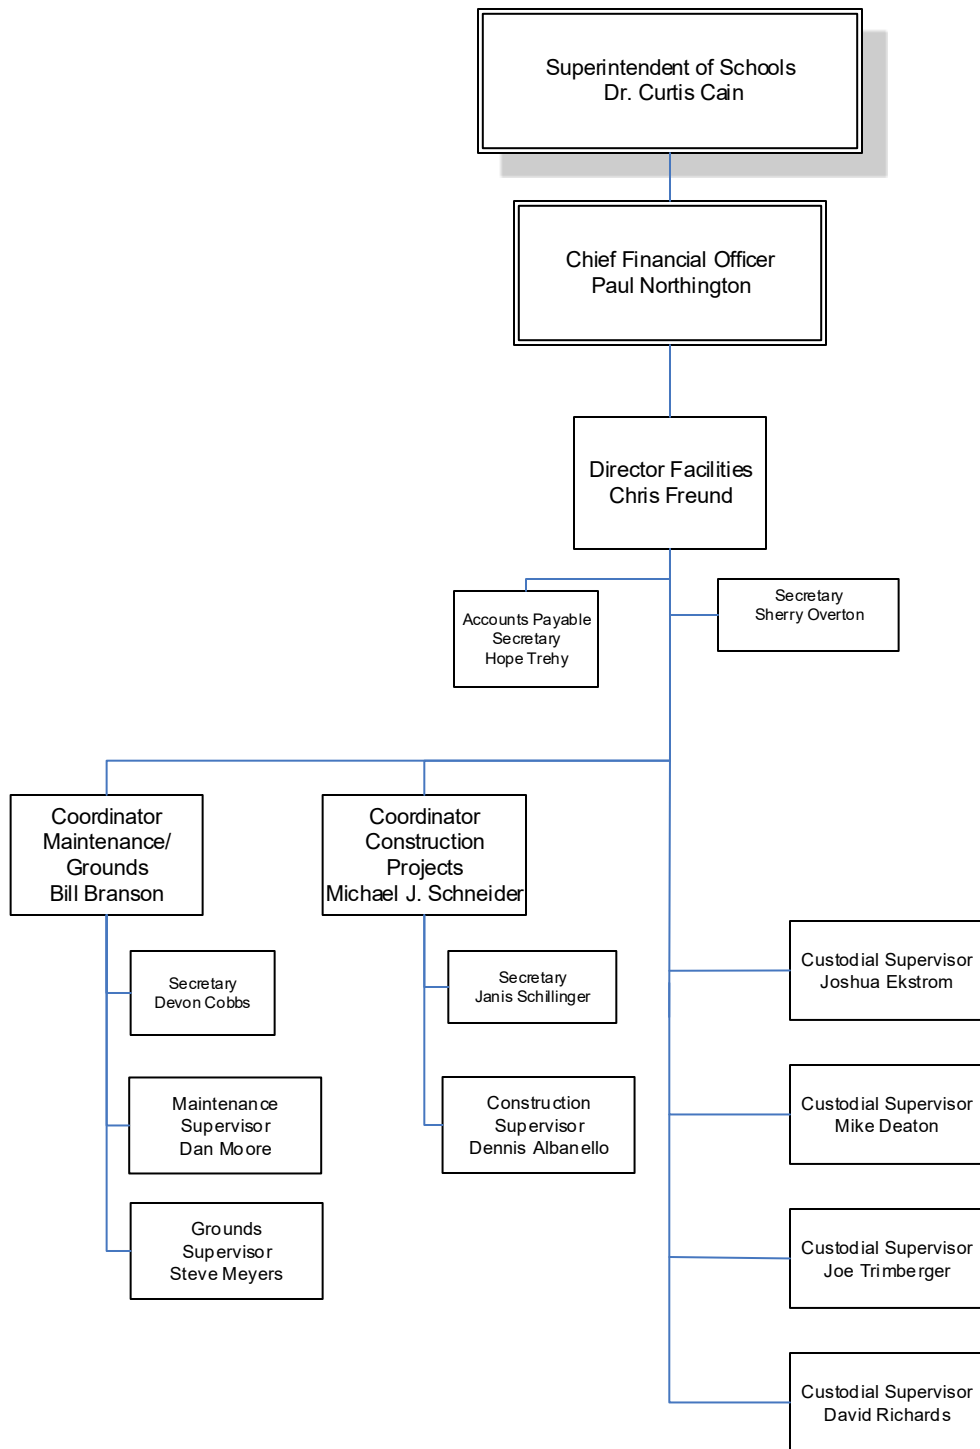 Superintendent of Schools
Dr. Curtis Cain
Chief Financial Officer
Paul Northington
Director Facilities
Chris Freund
Accounts Payable
Secretary
Hope Trehy
Secretary
Sherry Overton
Coordinator
Maintenance/
Grounds
Bill Branson
Coordinator
Construction
Projects
Michael J. Schneider
Secretary
Devon Cobbs
Maintenance
Supervisor
Dan Moore
Grounds
Supervisor
Steve Meyers
Secretary
Janis Schillinger
Construction
Supervisor
Dennis Albanello
Custodial Supervisor
Joshua Ekstrom
Custodial Supervisor
Mike Deaton
Custodial Supervisor
Joe Trimberger
Custodial Supervisor
David Richards